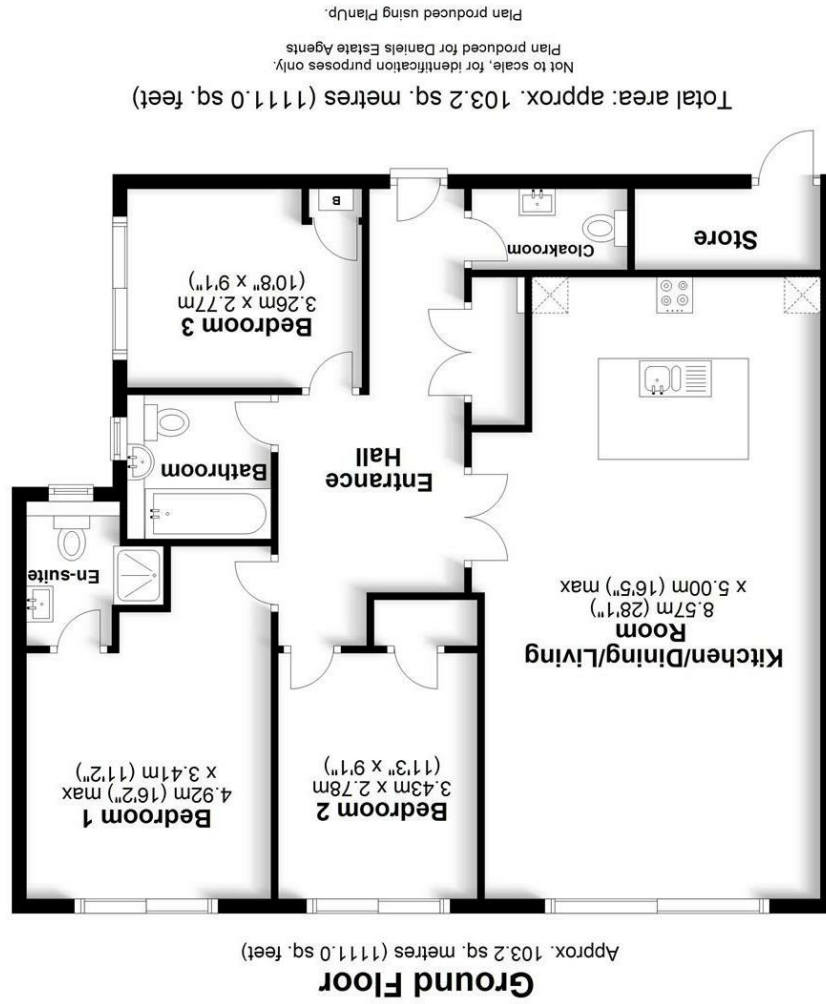 Ground Floor
Approx. 103.2 sq. metres (1111.0 sq. feet)
Kitchen/Dining/Living
Room
8.57m (28'1")
x 5.00m (16'5") max
Bedroom 2
3.43m x 2.78m
(11'3" x 9'1")
Bedroom 1
4.92m (16'2") max
x 3.41m (11'2")
En-suite
Entrance
Hall
Bathroom
Bedroom 3
3.26m x 2.77m
(10'8" x 9'1")
Store
Cloakroom
B
Total area: approx. 103.2 sq. metres (1111.0 sq. feet)
Not to scale, for identification purposes only.
Plan produced for Daniels Estate Agents
Plan produced using PlanUp.